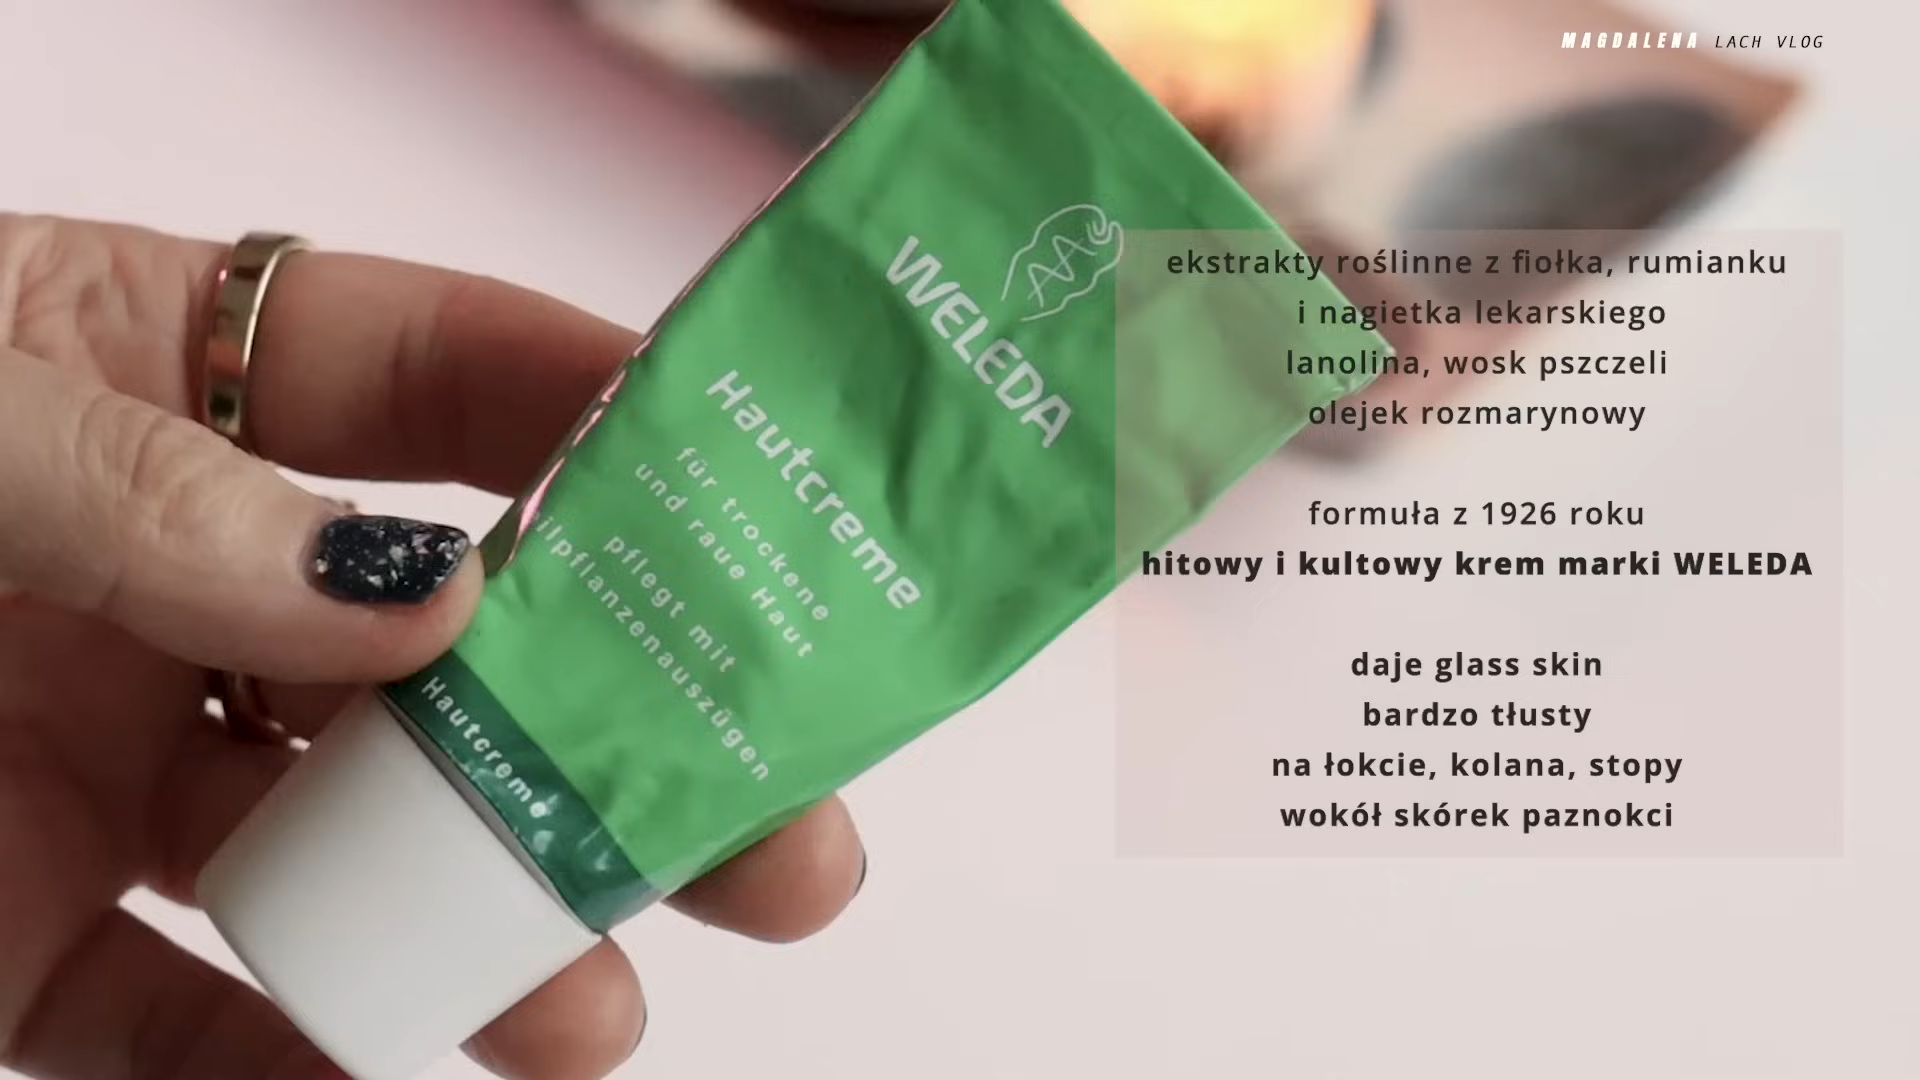 MAGDALENA LACH VLOG
WELEDA
Hautcreme
für trockene
und raue Haut
pflegt mit
Hautcreme
ekstrakty roślinne z fiołka, rumianku
i nagietka lekarskiego
lanolina, wosk pszczeli
olejek rozmarynowy
formuła z 1926 roku
hitowy i kultowy krem marki WELEDA
daje glass skin
bardzo tłusty
na łokcie, kolana, stopy
wokół skórek paznokci